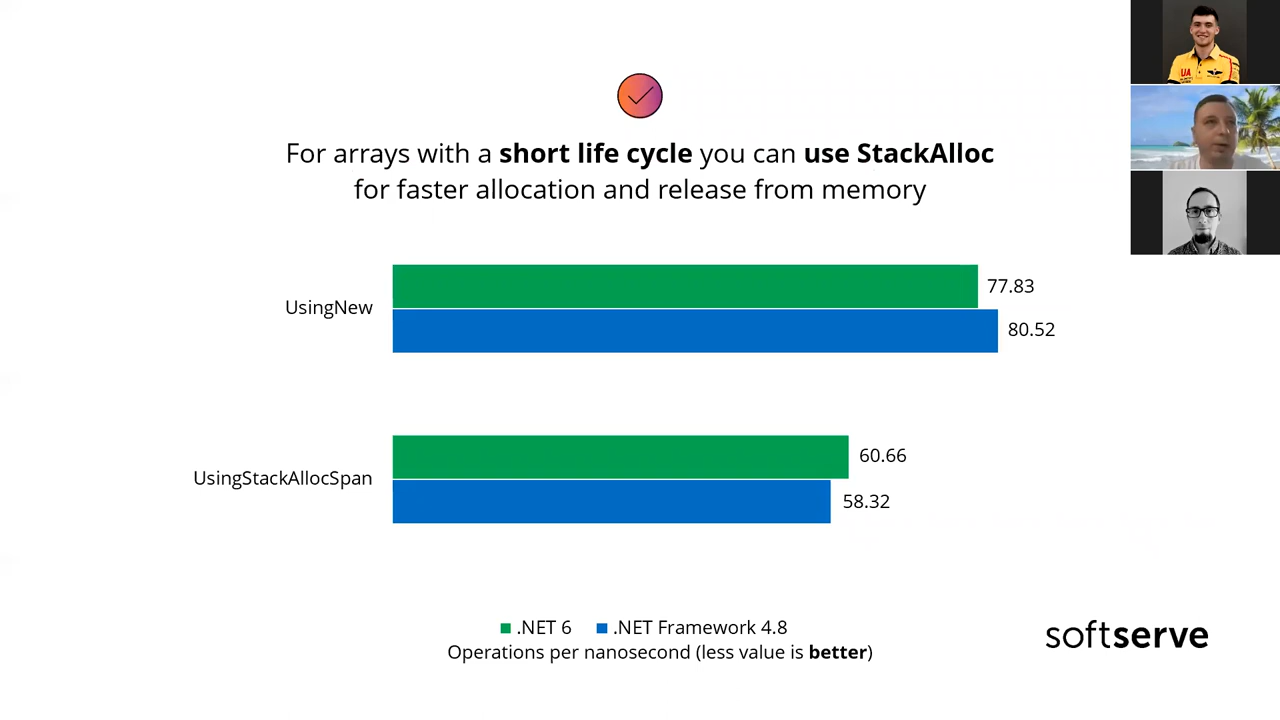 For arrays with a short life cycle you can use StackAlloc
for faster allocation and release from memory
UsingNew
77.83
80.52
UsingStackAllocSpan
60.66
58.32
.NET 6 .NET Framework 4.8
Operations per nanosecond (less value is better)
softserve
UA